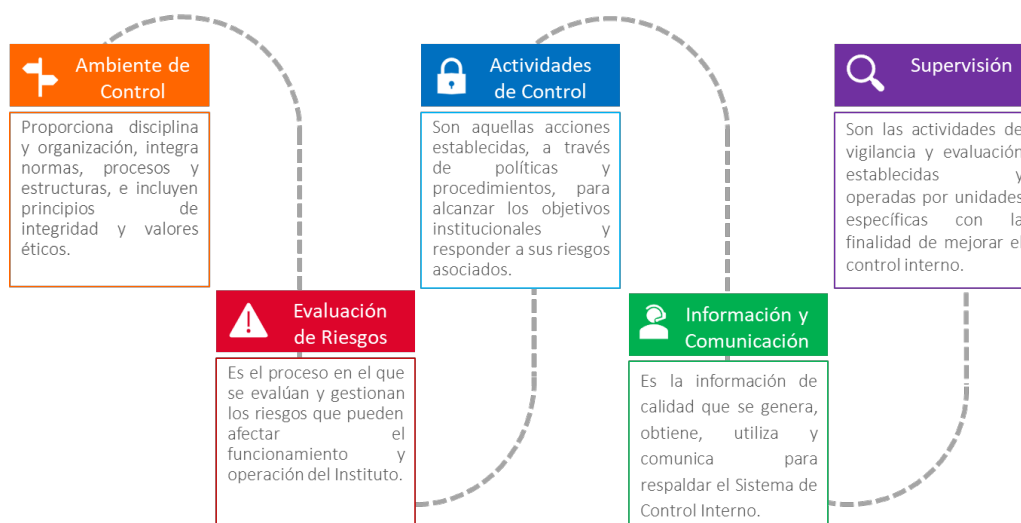 Ambiente de
Control
Proporciona disciplina
y organización, integra
normas, procesos y
estructuras, e incluyen
principios de
integridad y valores
éticos.
Evaluación
de Riesgos
Es el proceso en el que
se evalúan y gestionan
los riesgos que pueden
afectar el
funcionamiento y
operación del Instituto.
Actividades
de Control
Son aquellas acciones
establecidas, a través
de políticas y
procedimientos, para
alcanzar los objetivos
institucionales y
responder a sus riesgos
asociados.
Información y
Comunicación
Es la información de
calidad que se genera,
obtiene, utiliza y
comunica para
respaldar el Sistema de
Control Interno.
Supervisión
Son las actividades de
vigilancia y evaluación
establecidas y
operadas por unidades
específicas con la
finalidad de mejorar el
control interno.